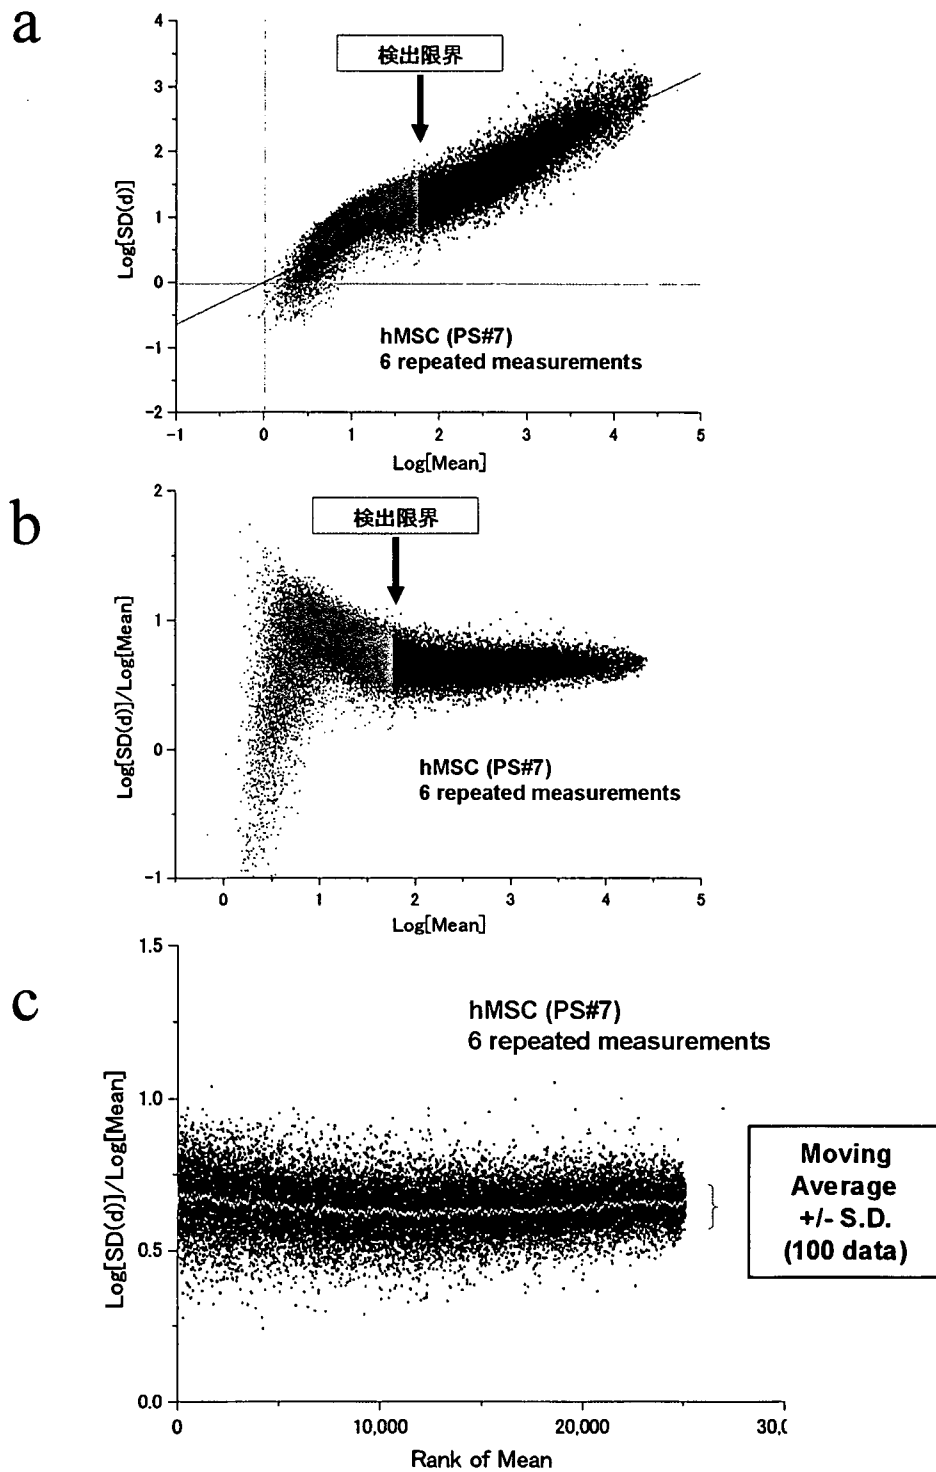 a
4
3
2
1
0
−1
−2
Log[SD(d)]
検出限界
hMSC (PS#7)
6 repeated measurements
−1 0 1 2 3 4 5
Log[Mean]
b
2
1
0
−1
Log[SD(d)]/Log[Mean]
検出限界
hMSC (PS#7)
6 repeated measurements
0 1 2 3 4 5
Log[Mean]
c
1.5
1.0
0.5
0.0
Log[SD(d)]/Log[Mean]
hMSC (PS#7)
6 repeated measurements
Moving
Average
+/- S.D.
(100 data)
0 10,000 20,000
Rank of Mean